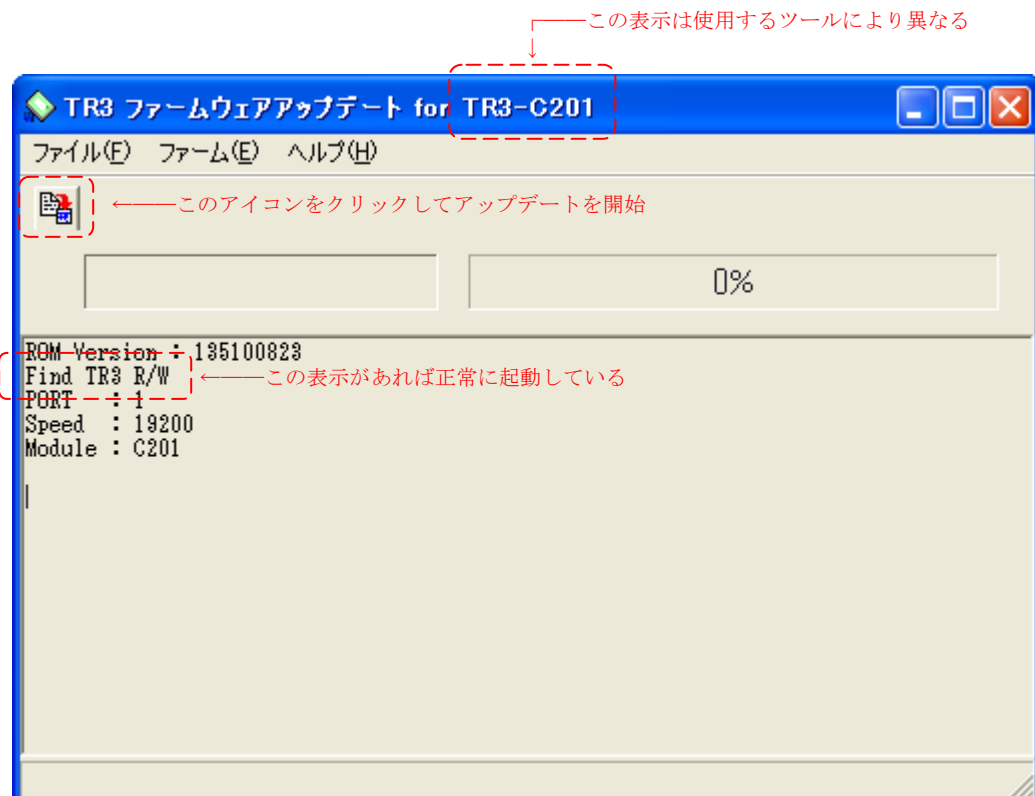 この表示は使用するツールにより異なる
TR3 ファームウェアアップデート for TR3-C201
ファイル(F) ファーム(E) ヘルプ(H)
←──このアイコンをクリックしてアップデートを開始
0%
ROM Version : 135100823
Find TR3 R/W ←──この表示があれば正常に起動している
PORT : 1
Speed : 19200
Module : C201